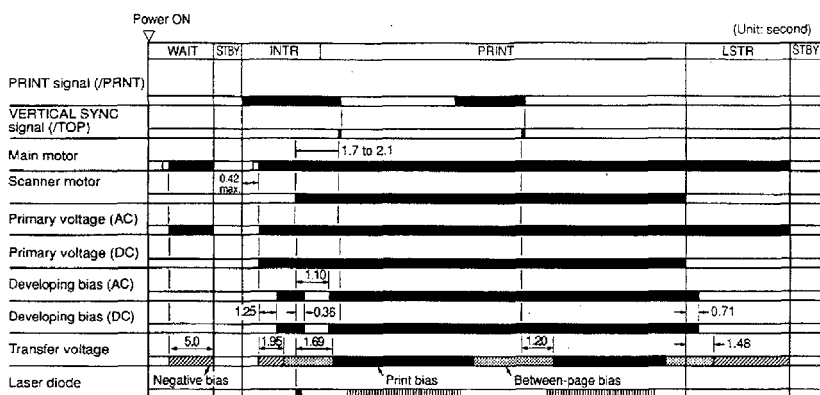 Power ON
(Unit: second)
WAIT STBY INTR PRINT LSTR STBY
PRINT signal (/PRNT)
VERTICAL SYNC
signal (/TOP)
1.7 to 2.1
Main motor
Scanner motor
0.42
max.
Primary voltage (AC)
Primary voltage (DC)
1.10
Developing bias (AC)
1.25 0.36 0.71
Developing bias (DC)
5.0 1.95 1.69 1.20 1.48
Transfer voltage
Negative bias Print bias Between-page bias
Laser diode